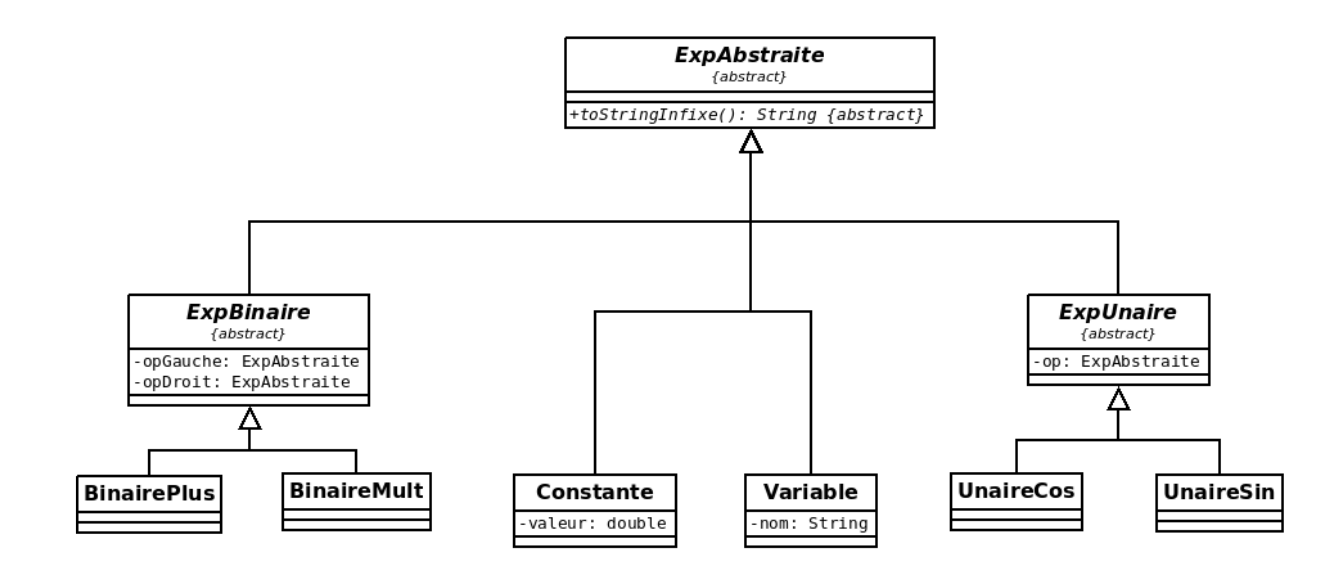 ExpAbstraite
{abstract}
+toStringInfixe(): String {abstract}
ExpBinaire
{abstract}
-opGauche: ExpAbstraite
-opDroit: ExpAbstraite
ExpUnaire
{abstract}
-op: ExpAbstraite
BinairePlus
BinaireMult
Constante
-valeur: double
Variable
-nom: String
UnaireCos
UnaireSin